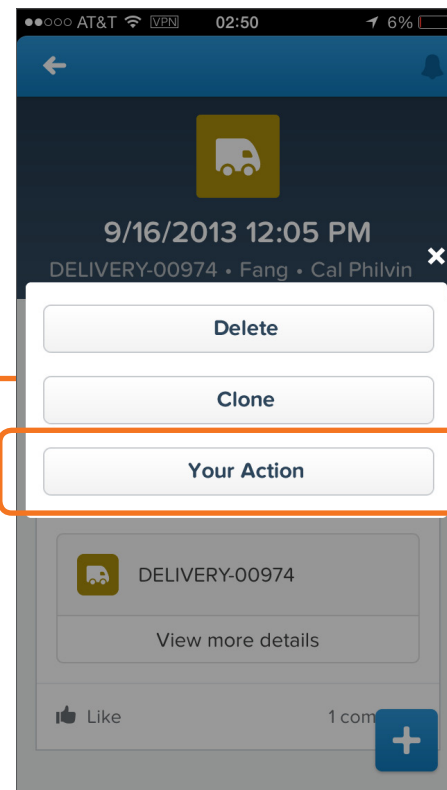 AT&T VPN 02:50 6%
9/16/2013 12:05 PM
DELIVERY-00974 • Fang • Cal Philvin
Delete
Clone
Your Action
DELIVERY-00974
View more details
Like 1 com